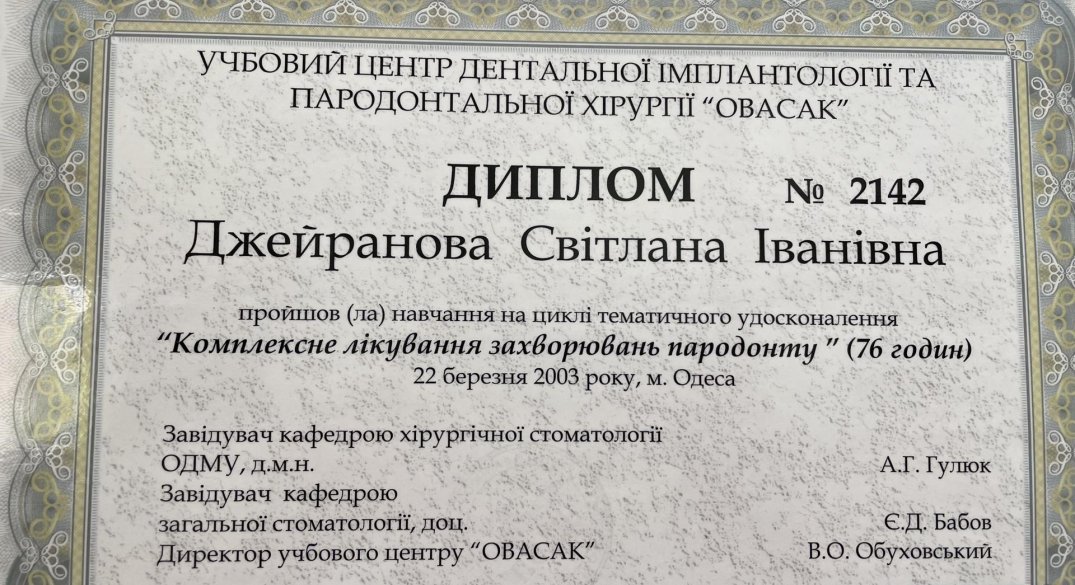 УЧБОВИЙ ЦЕНТР ДЕНТАЛЬНОЇ ІМПЛАНТОЛОГІЇ ТА
ПАРОДОНТАЛЬНОЇ ХІРУРГІЇ “ОВАСАК”
ДИПЛОМ № 2142
Джейранова Світлана Іванівна
пройшов (ла) навчання на циклі тематичного удосконалення
“Комплексне лікування захворювань пародонту ” (76 годин)
22 березня 2003 року, м. Одеса
Завідувач кафедрою хірургічної стоматології
ОДМУ, д.м.н. А.Г. Гулюк
Завідувач кафедрою
загальної стоматології, доц. Є.Д. Бабов
Директор учбового центру “ОВАСАК” В.О. Обуховський